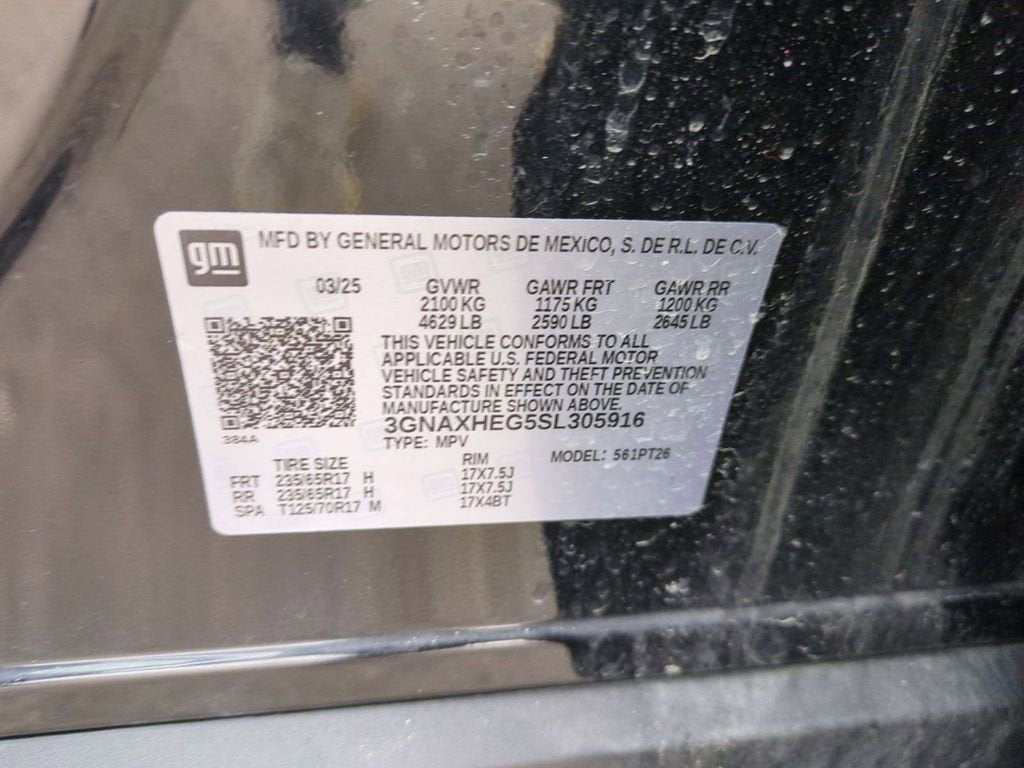 gm MFD BY GENERAL MOTORS DE MEXICO, S. DE R.L. DE C.V.
03/25 GVWR GAWR FRT GAWR RR
2100 KG 1175 KG 1200 KG
4629 LB 2590 LB 2645 LB
THIS VEHICLE CONFORMS TO ALL
APPLICABLE U.S. FEDERAL MOTOR
VEHICLE SAFETY AND THEFT PREVENTION
STANDARDS IN EFFECT ON THE DATE OF
MANUFACTURE SHOWN ABOVE.
3GNAXHEG5SL305916
384A TYPE: MPV
TIRE SIZE RIM MODEL: 561PT26
FRT 235/65R17 H 17X7.5J
RR 235/65R17 H 17X7.5J
SPA T125/70R17 M 17X4BT